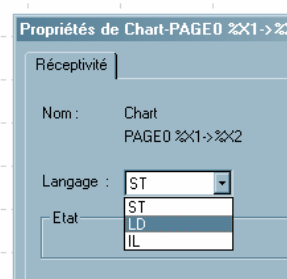 Propriétés de Chart-PAGE0 %X1->%
Réceptivité
Nom : Chart
PAGE0 %X1->%X2
Langage : ST
ST
LD
IL
Etat